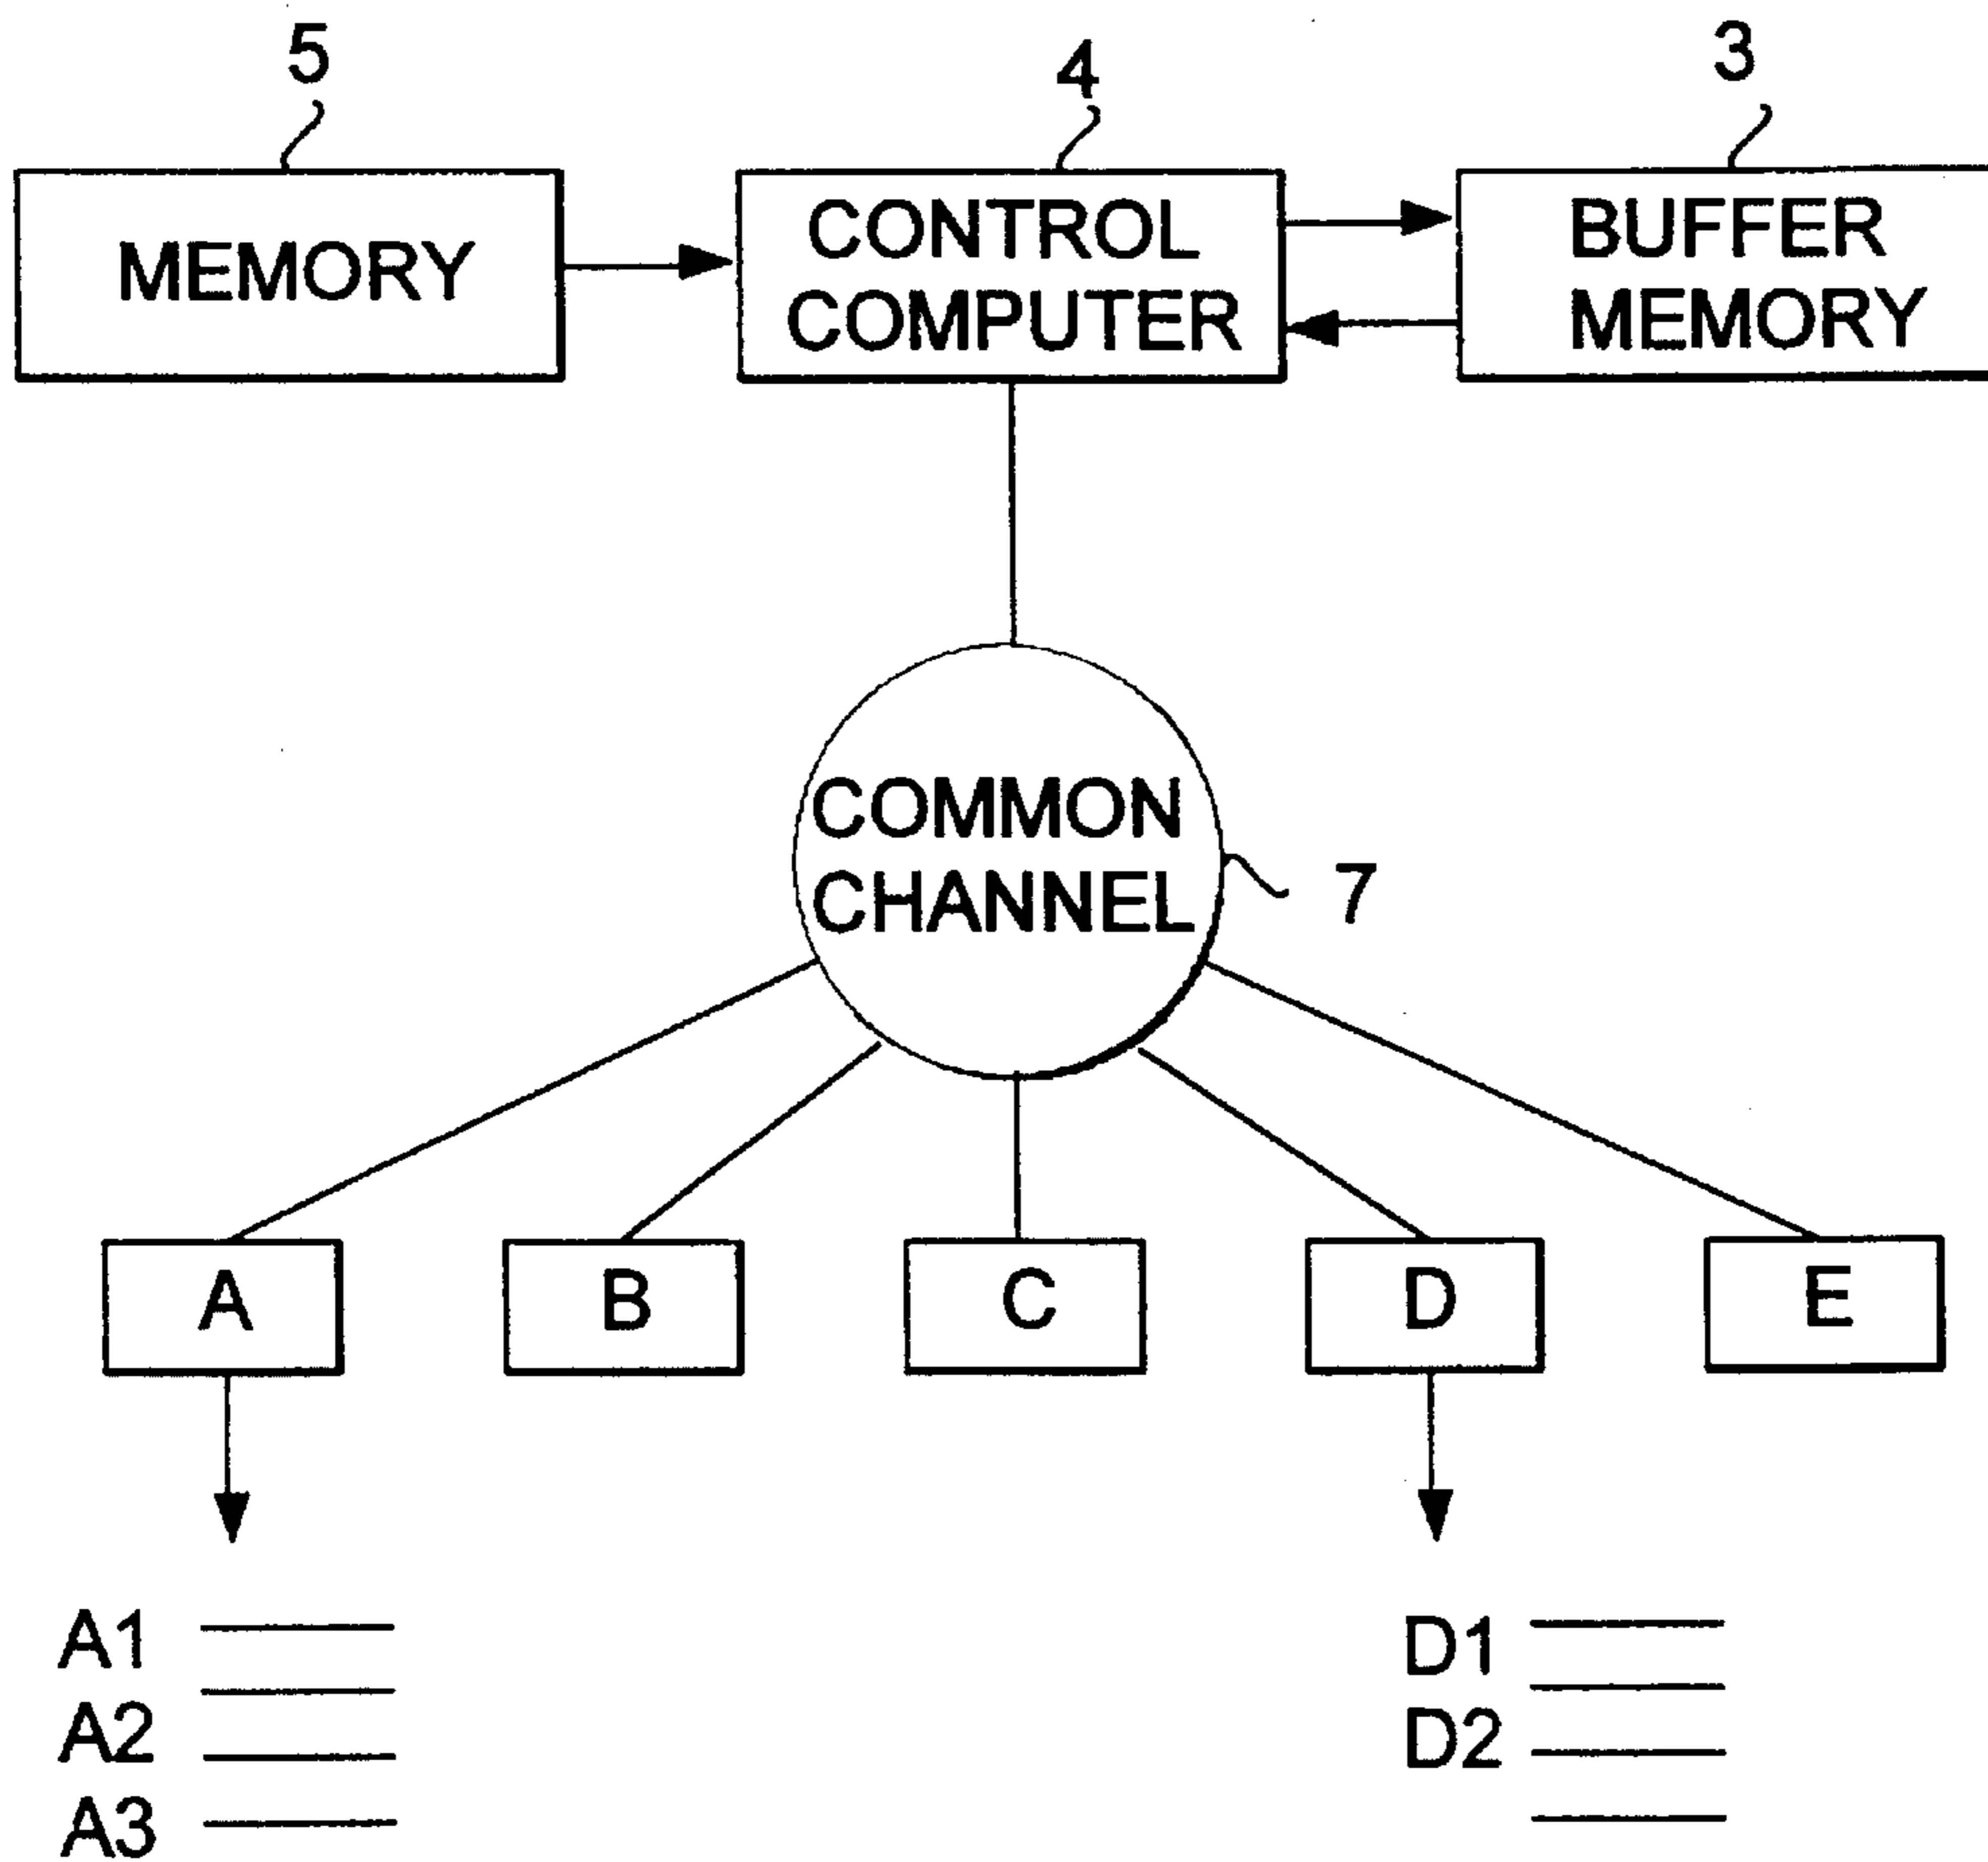 5
4
3
MEMORY
CONTROL
COMPUTER
BUFFER
MEMORY
COMMON
CHANNEL
7
A
B
C
D
E
A1
A2
A3
D1
D2